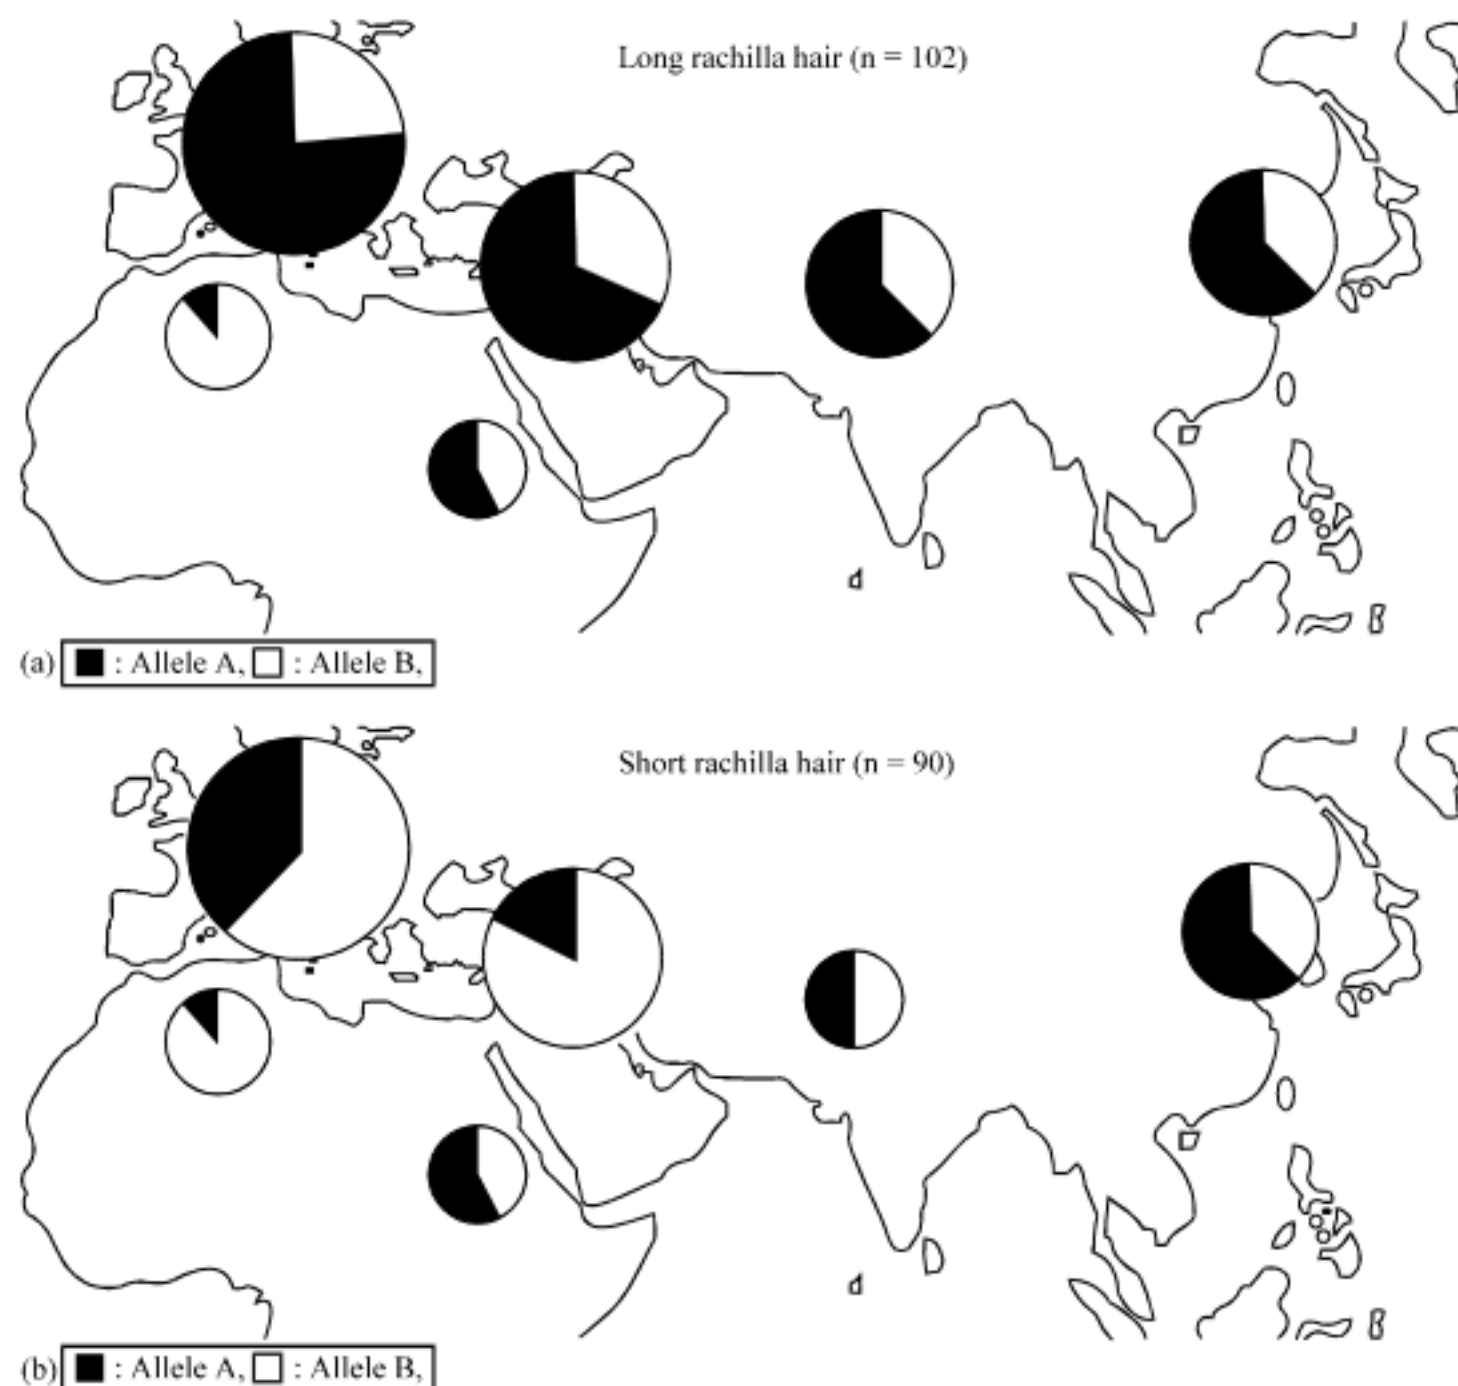 Long rachilla hair (n = 102)
(a) : Allele A, : Allele B,
Short rachilla hair (n = 90)
(b) : Allele A, : Allele B,